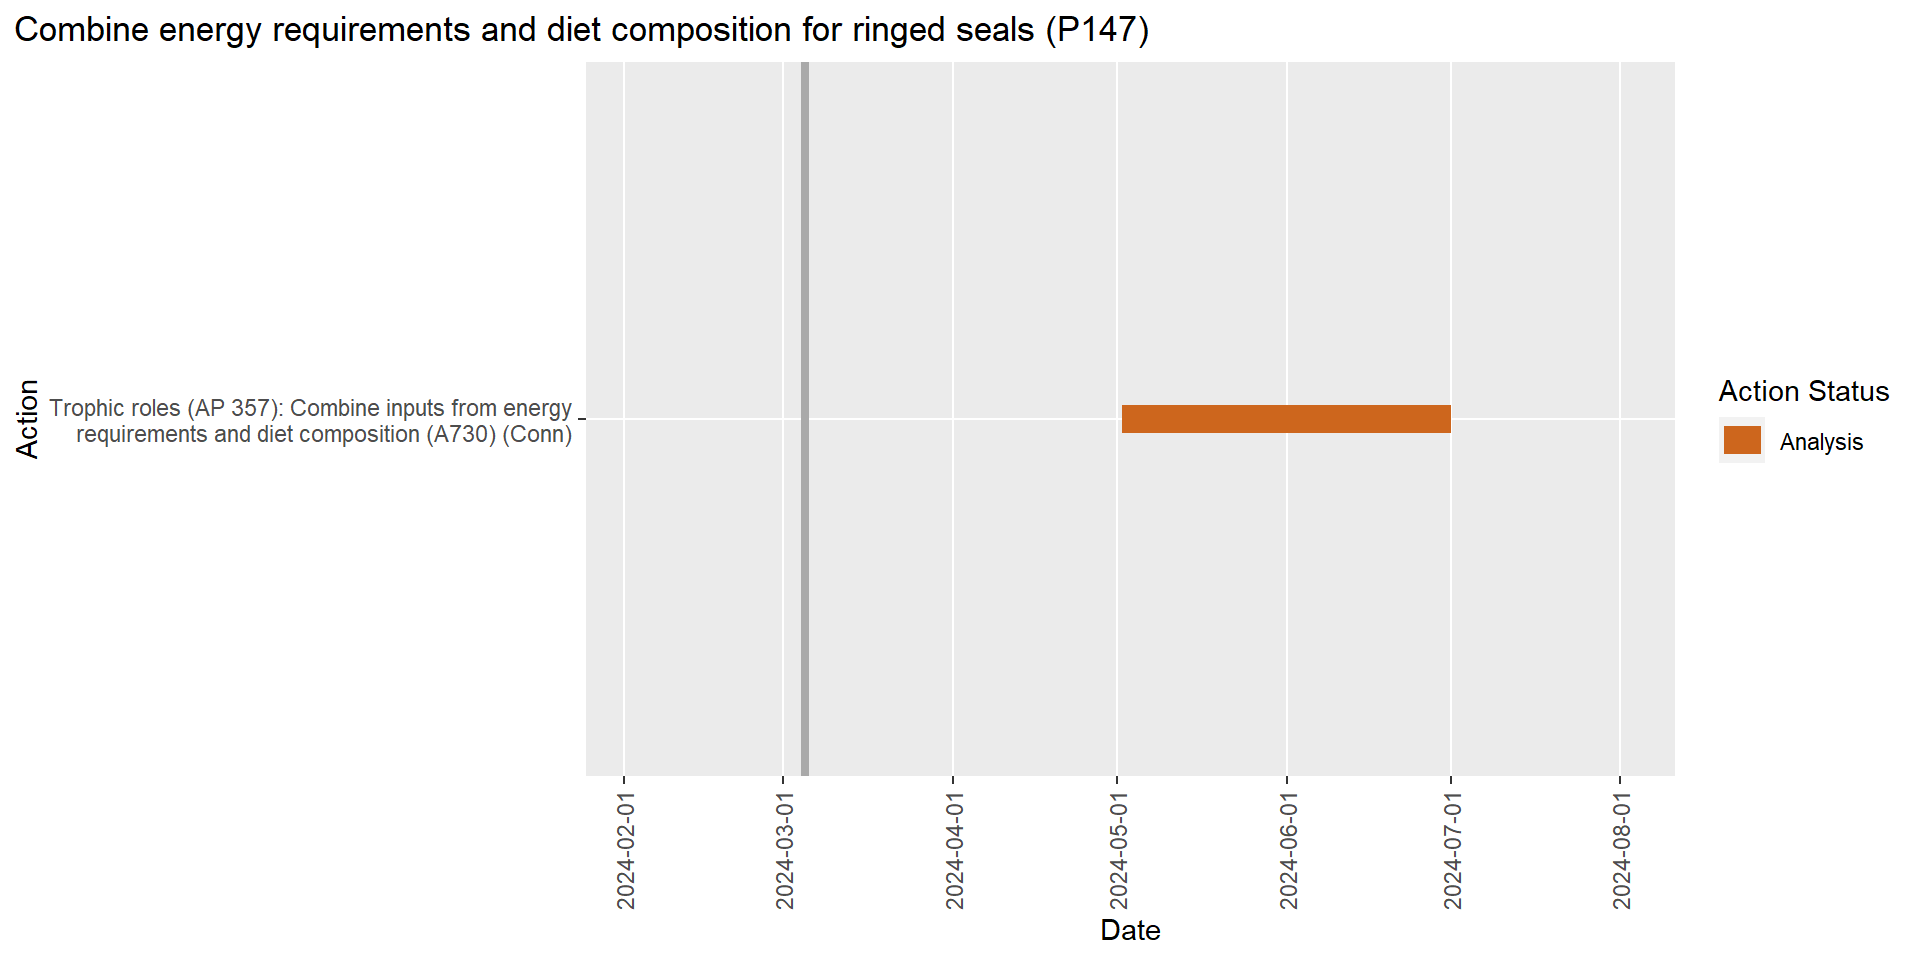 Combine energy requirements and diet composition for ringed seals (P147)
Action
Trophic roles (AP 357): Combine inputs from energy
requirements and diet composition (A730) (Conn)
2024-02-01
2024-03-01
2024-04-01
2024-05-01
2024-06-01
2024-07-01
2024-08-01
Date
Action Status
Analysis